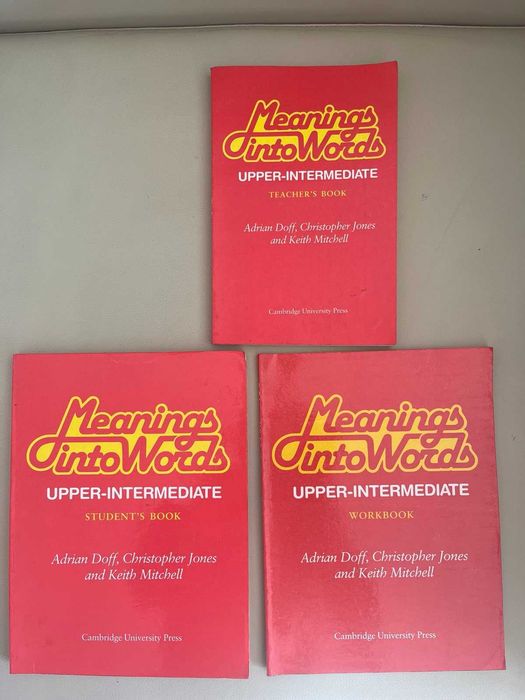 Meanings
into Words
UPPER-INTERMEDIATE
TEACHER'S BOOK
Adrian Doff, Christopher Jones
and Keith Mitchell
Cambridge University Press
Meanings
into Words
UPPER-INTERMEDIATE
STUDENT'S BOOK
Adrian Doff, Christopher Jones
and Keith Mitchell
Cambridge University Press
Meanings
into Words
UPPER-INTERMEDIATE
WORKBOOK
Adrian Doff, Christopher Jones
and Keith Mitchell
Cambridge University Press